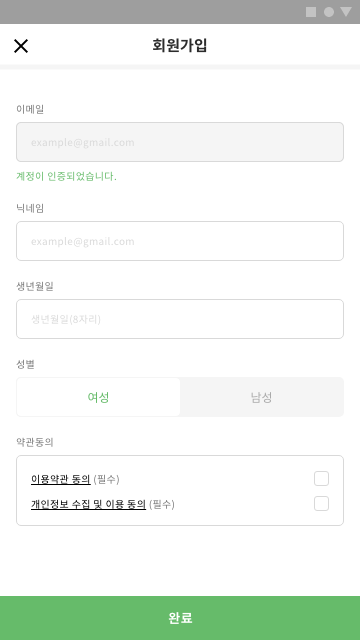 회원가입
이메일
example@gmail.com
계정이 인증되었습니다.
닉네임
example@gmail.com
생년월일
생년월일(8자리)
성별
여성 남성
약관동의
이용약관 동의 (필수)
개인정보 수집 및 이용 동의 (필수)
완료